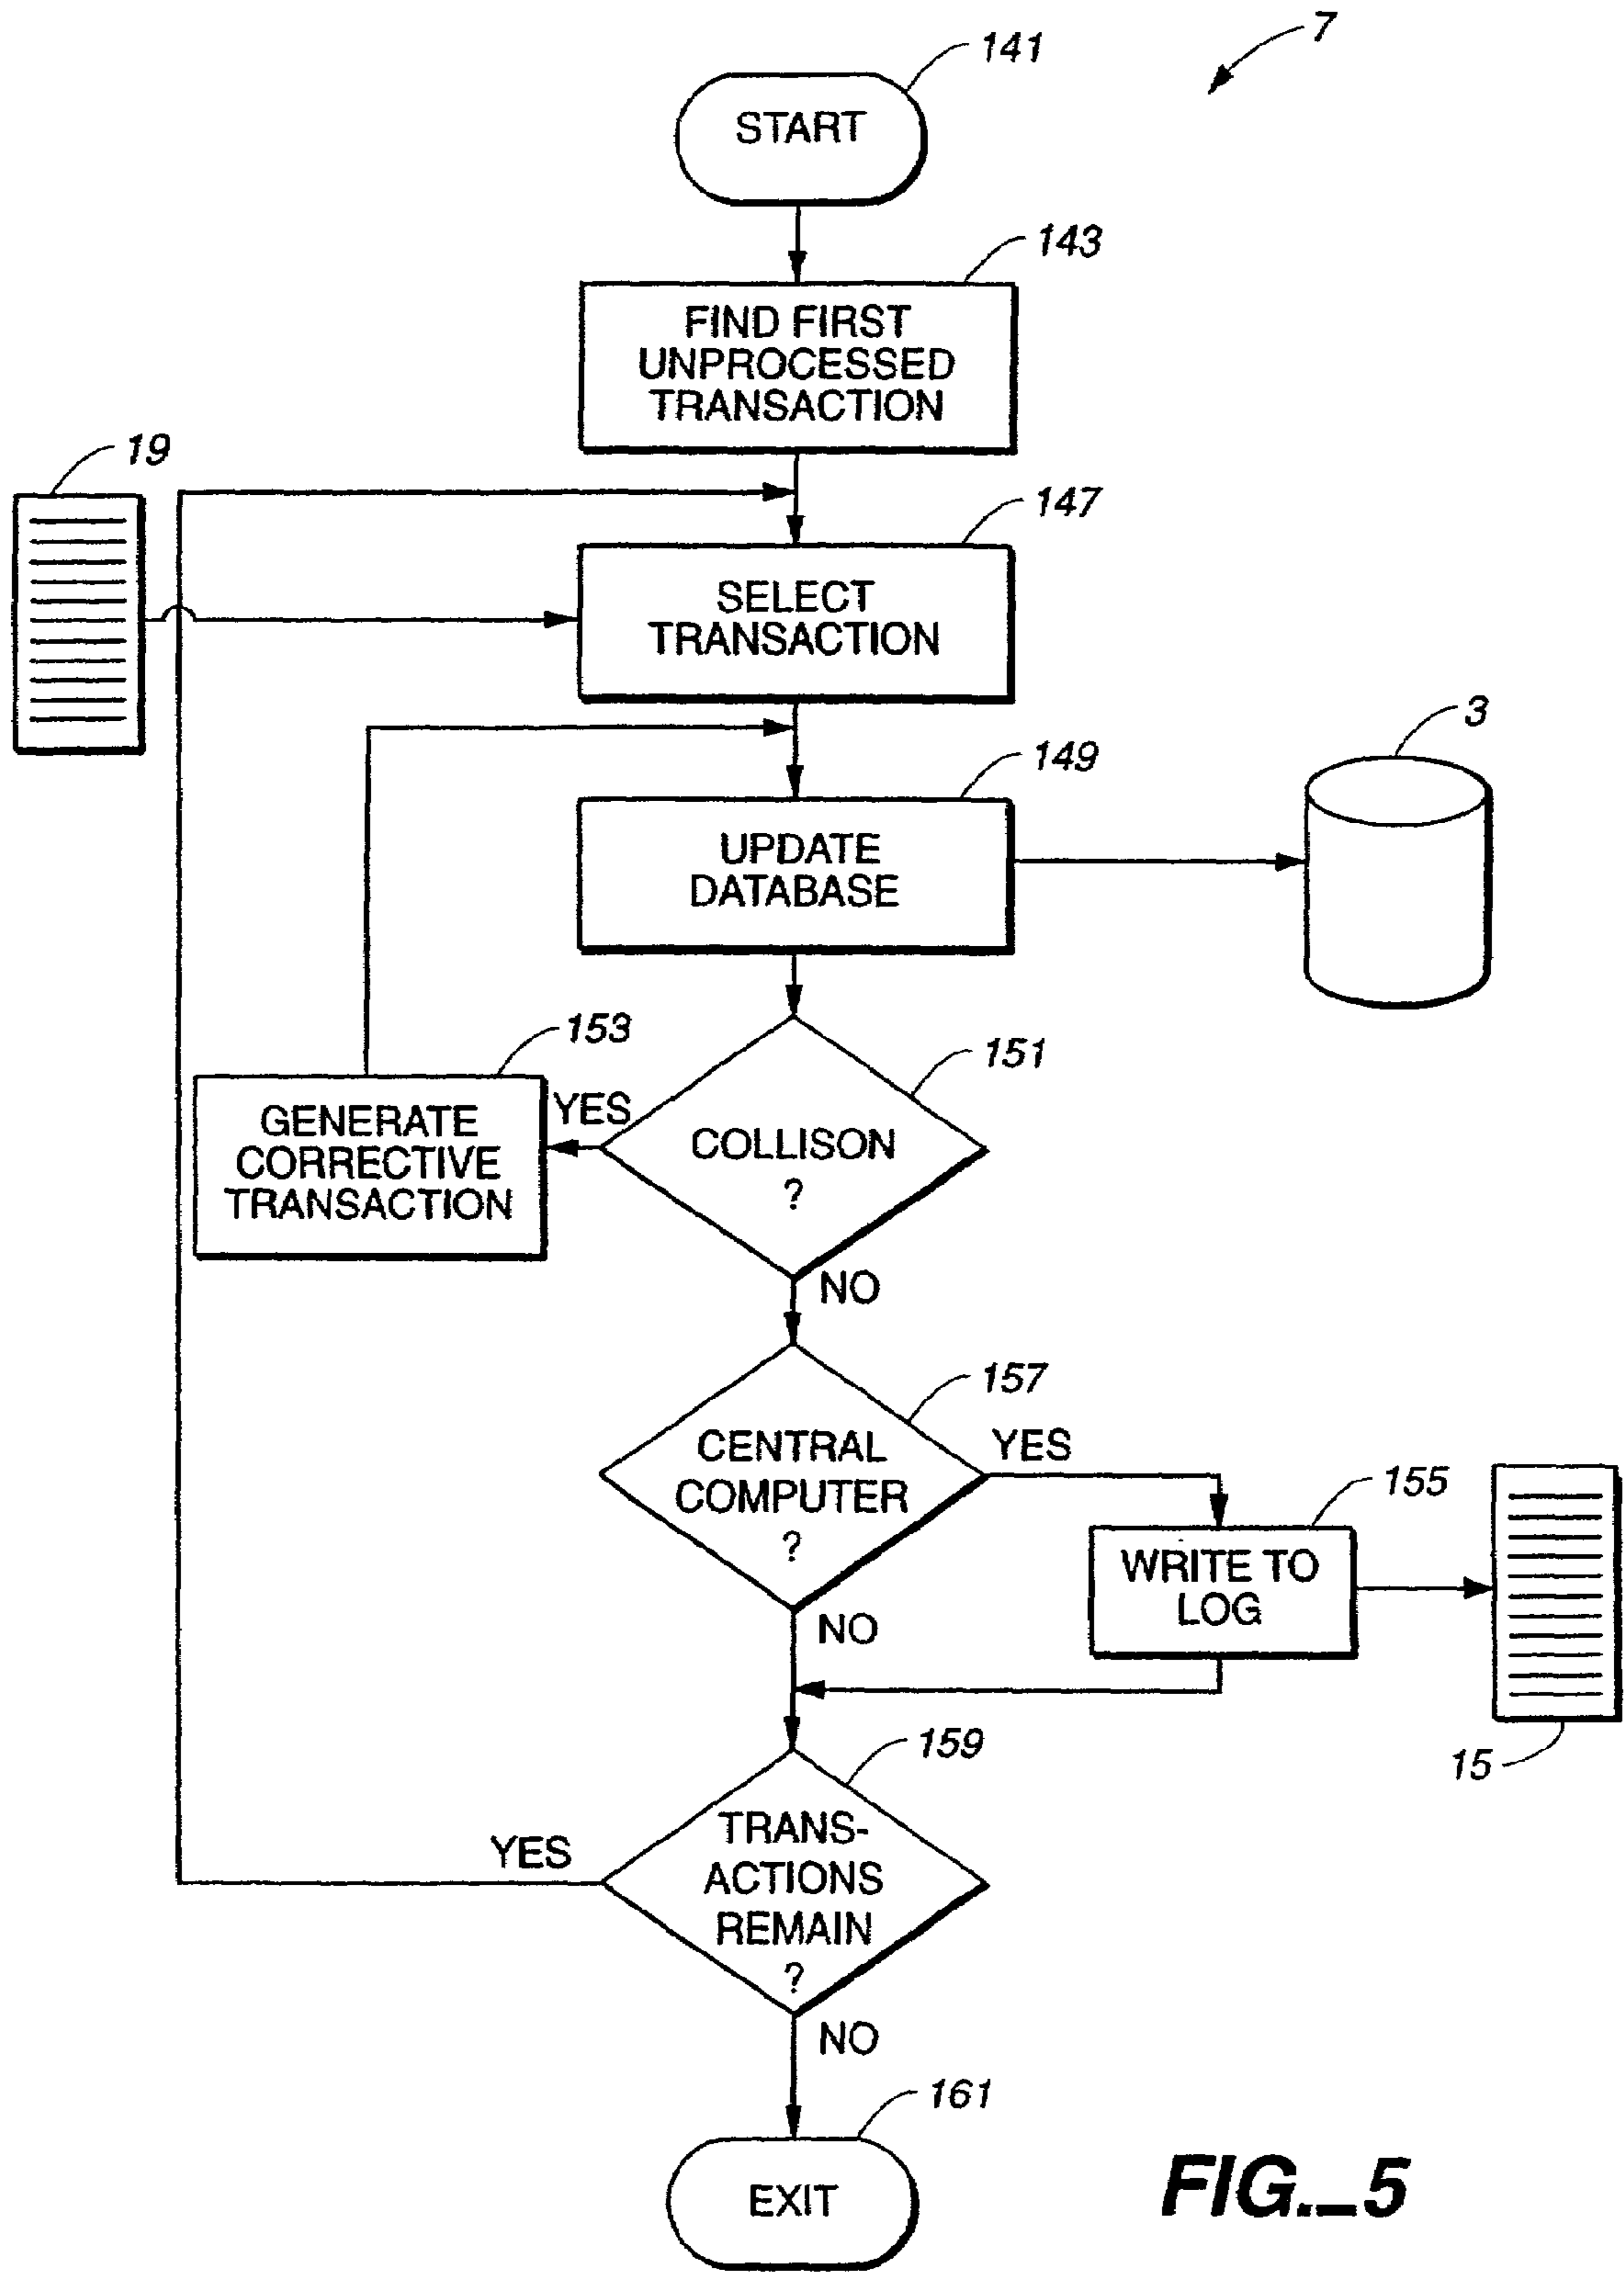 7
141
START
143
FIND FIRST
UNPROCESSED
TRANSACTION
19
147
SELECT
TRANSACTION
3
149
UPDATE
DATABASE
153
151
GENERATE
CORRECTIVE
TRANSACTION
YES
COLLISON
?
NO
157
CENTRAL
COMPUTER
?
YES
155
WRITE TO
LOG
NO
15
159
TRANS-
ACTIONS
REMAIN
?
YES
NO
161
EXIT
FIG._5